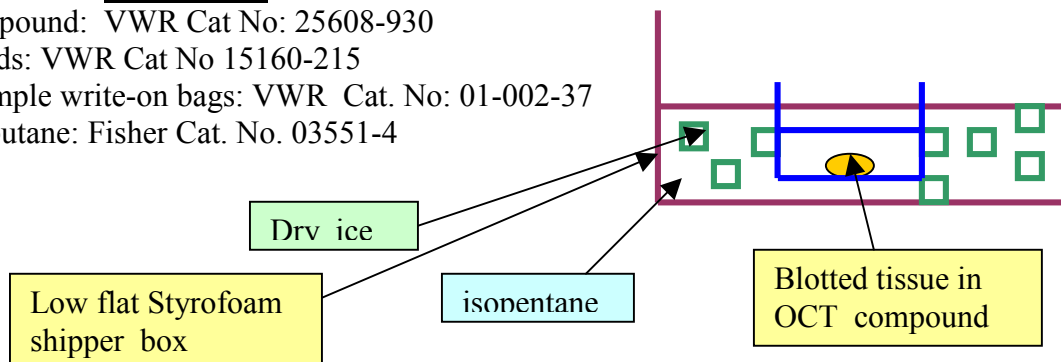 pound: VWR Cat No: 25608-930
ds: VWR Cat No 15160-215
mple write-on bags: VWR Cat. No: 01-002-37
utane: Fisher Cat. No. 03551-4
Dry ice
Low flat Styrofoam
shipper box
isopentane
Blotted tissue in
OCT compound